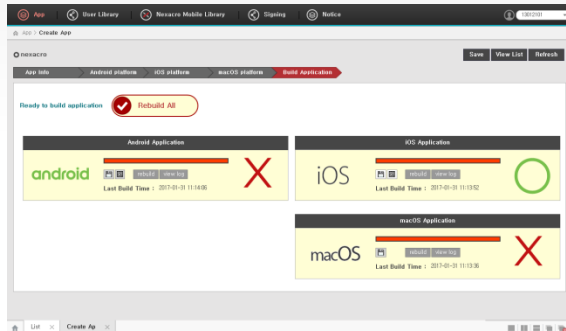 App User Library Nexacro Mobile Library Signing Notice
App > Create App
nexacro Save View List Refresh
App Info Android platform iOS platform macOS platform Build Application
Ready to build application Rebuild All
Android Application
android
rebuild view log
Last Build Time : 2017-01-31 11:14:08
iOS Application
iOS
rebuild view log
Last Build Time : 2017-01-31 11:13:52
macOS Application
macOS
rebuild view log
Last Build Time : 2017-01-31 11:13:36
List Create Ap